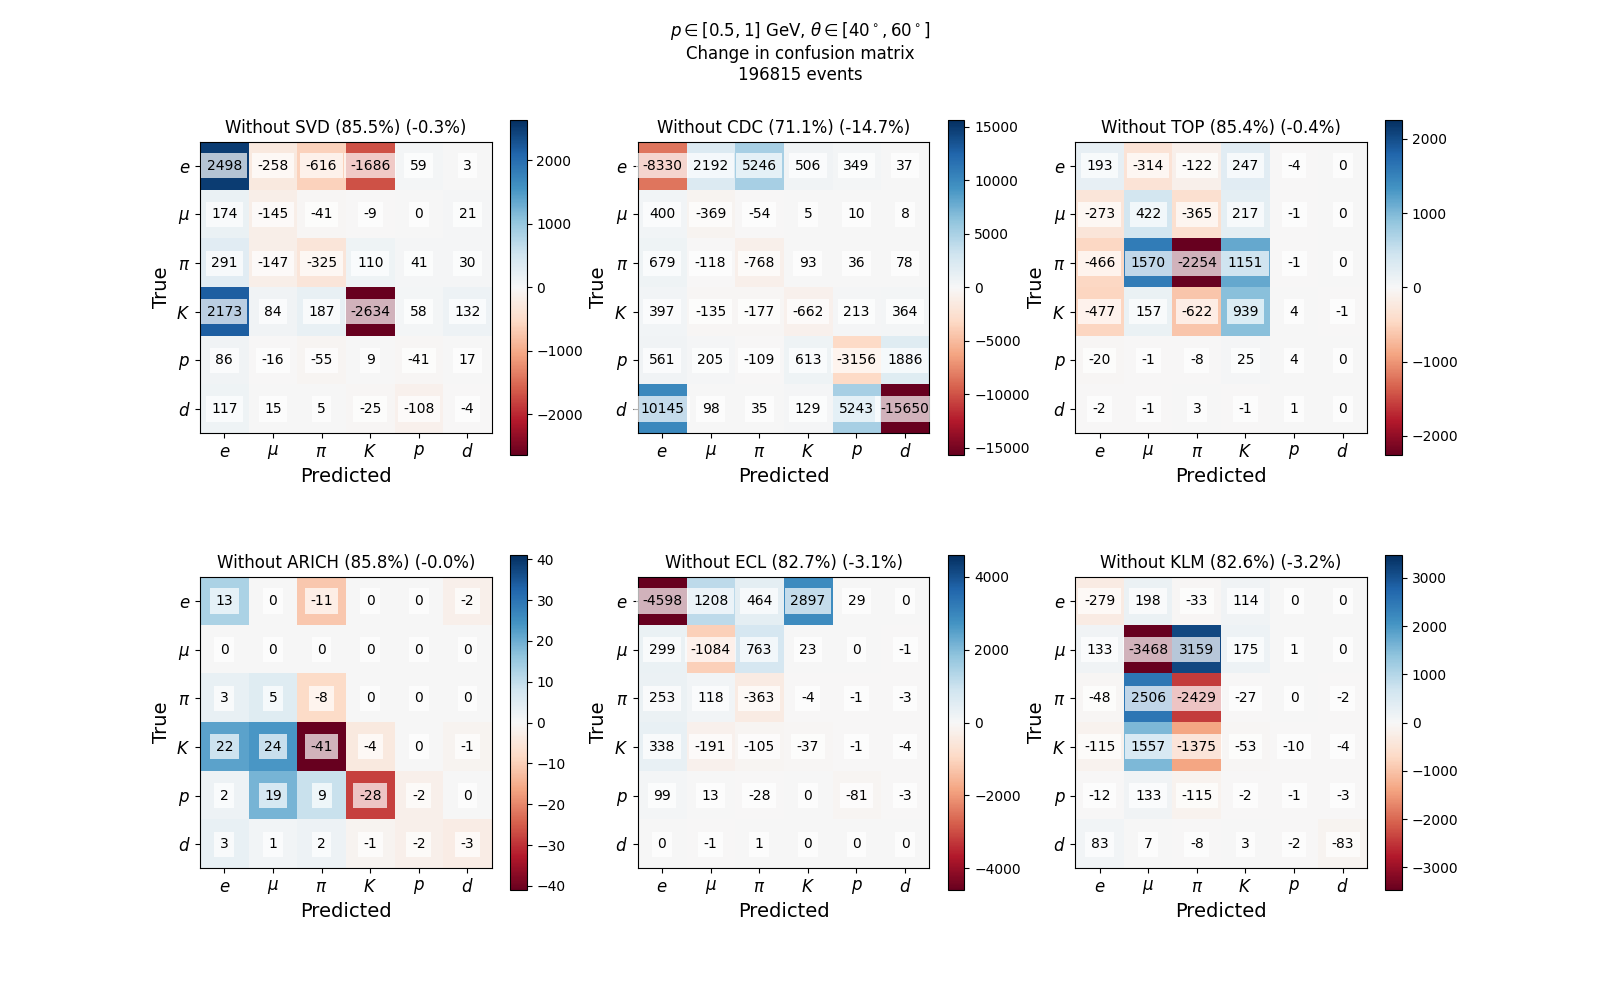 p ∈ [0.5, 1] GeV, θ ∈ [40°, 60°]
Change in confusion matrix
196815 events
Without SVD (85.5%) (-0.3%)
e 2498 -258 -616 -1686 59 3
μ 174 -145 -41 -9 0 21
π 291 -147 -325 110 41 30
K 2173 84 187 -2634 58 132
p 86 -16 -55 9 -41 17
d 117 15 5 -25 -108 -4
e μ π K p d
Predicted
True
2000
1000
0
−1000
−2000
Without CDC (71.1%) (-14.7%)
e -8330 2192 5246 506 349 37
μ 400 -369 -54 5 10 8
π 679 -118 -768 93 36 78
K 397 -135 -177 -662 213 364
p 561 205 -109 613 -3156 1886
d 10145 98 35 129 5243 -15650
e μ π K p d
Predicted
True
15000
10000
5000
0
−5000
−10000
−15000
Without TOP (85.4%) (-0.4%)
e 193 -314 -122 247 -4 0
μ -273 422 -365 217 -1 0
π -466 1570 -2254 1151 -1 0
K -477 157 -622 939 4 -1
p -20 -1 -8 25 4 0
d -2 -1 3 -1 1 0
e μ π K p d
Predicted
True
2000
1000
0
−1000
−2000
Without ARICH (85.8%) (-0.0%)
e 13 0 -11 0 0 -2
μ 0 0 0 0 0 0
π 3 5 -8 0 0 0
K 22 24 -41 -4 0 -1
p 2 19 9 -28 -2 0
d 3 1 2 -1 -2 -3
e μ π K p d
Predicted
True
40
30
20
10
0
−10
−20
−30
−40
Without ECL (82.7%) (-3.1%)
e -4598 1208 464 2897 29 0
μ 299 -1084 763 23 0 -1
π 253 118 -363 -4 -1 -3
K 338 -191 -105 -37 -1 -4
p 99 13 -28 0 -81 -3
d 0 -1 1 0 0 0
e μ π K p d
Predicted
True
4000
2000
0
−2000
−4000
Without KLM (82.6%) (-3.2%)
e -279 198 -33 114 0 0
μ 133 -3468 3159 175 1 0
π -48 2506 -2429 -27 0 -2
K -115 1557 -1375 -53 -10 -4
p -12 133 -115 -2 -1 -3
d 83 7 -8 3 -2 -83
e μ π K p d
Predicted
True
3000
2000
1000
0
−1000
−2000
−3000